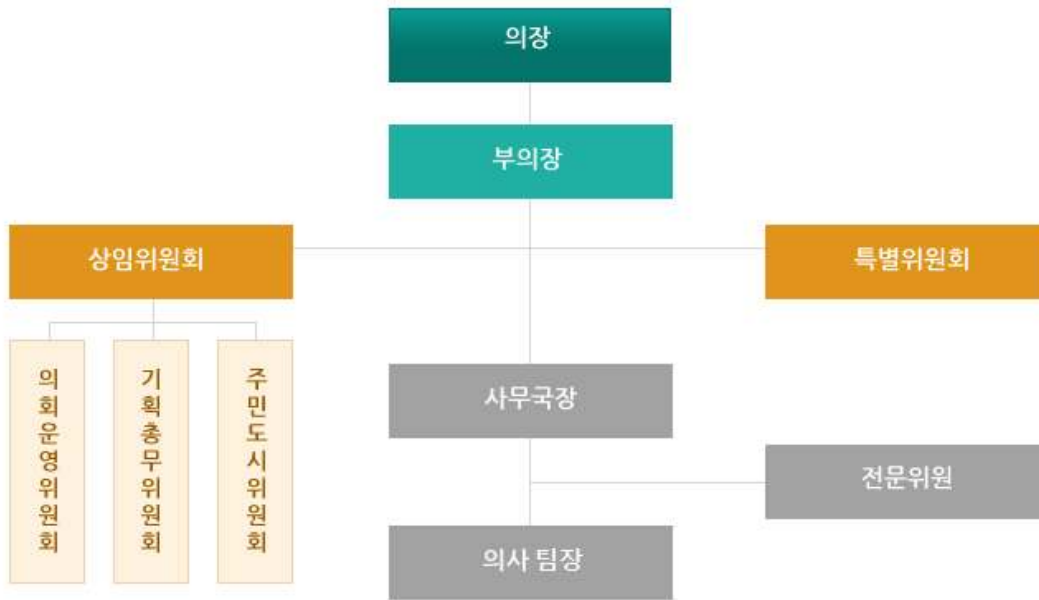 의장
부의장
상임위원회
특별위원회
의회운영위원회
기획총무위원회
주민도시위원회
사무국장
전문위원
의사 팀장